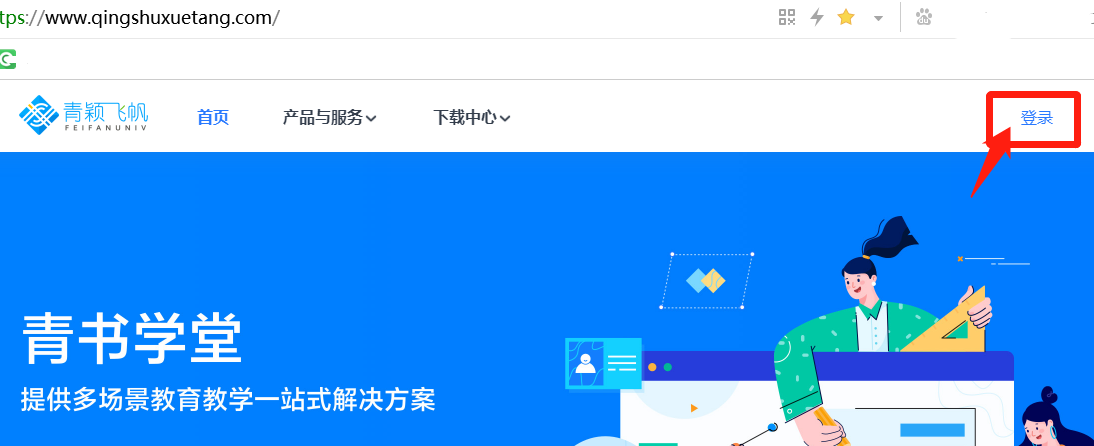 tps://www.qingshuxuetang.com/
青颖飞帆
FEIFANUNIV
首页
产品与服务
下载中心
登录
青书学堂
提供多场景教育教学一站式解决方案